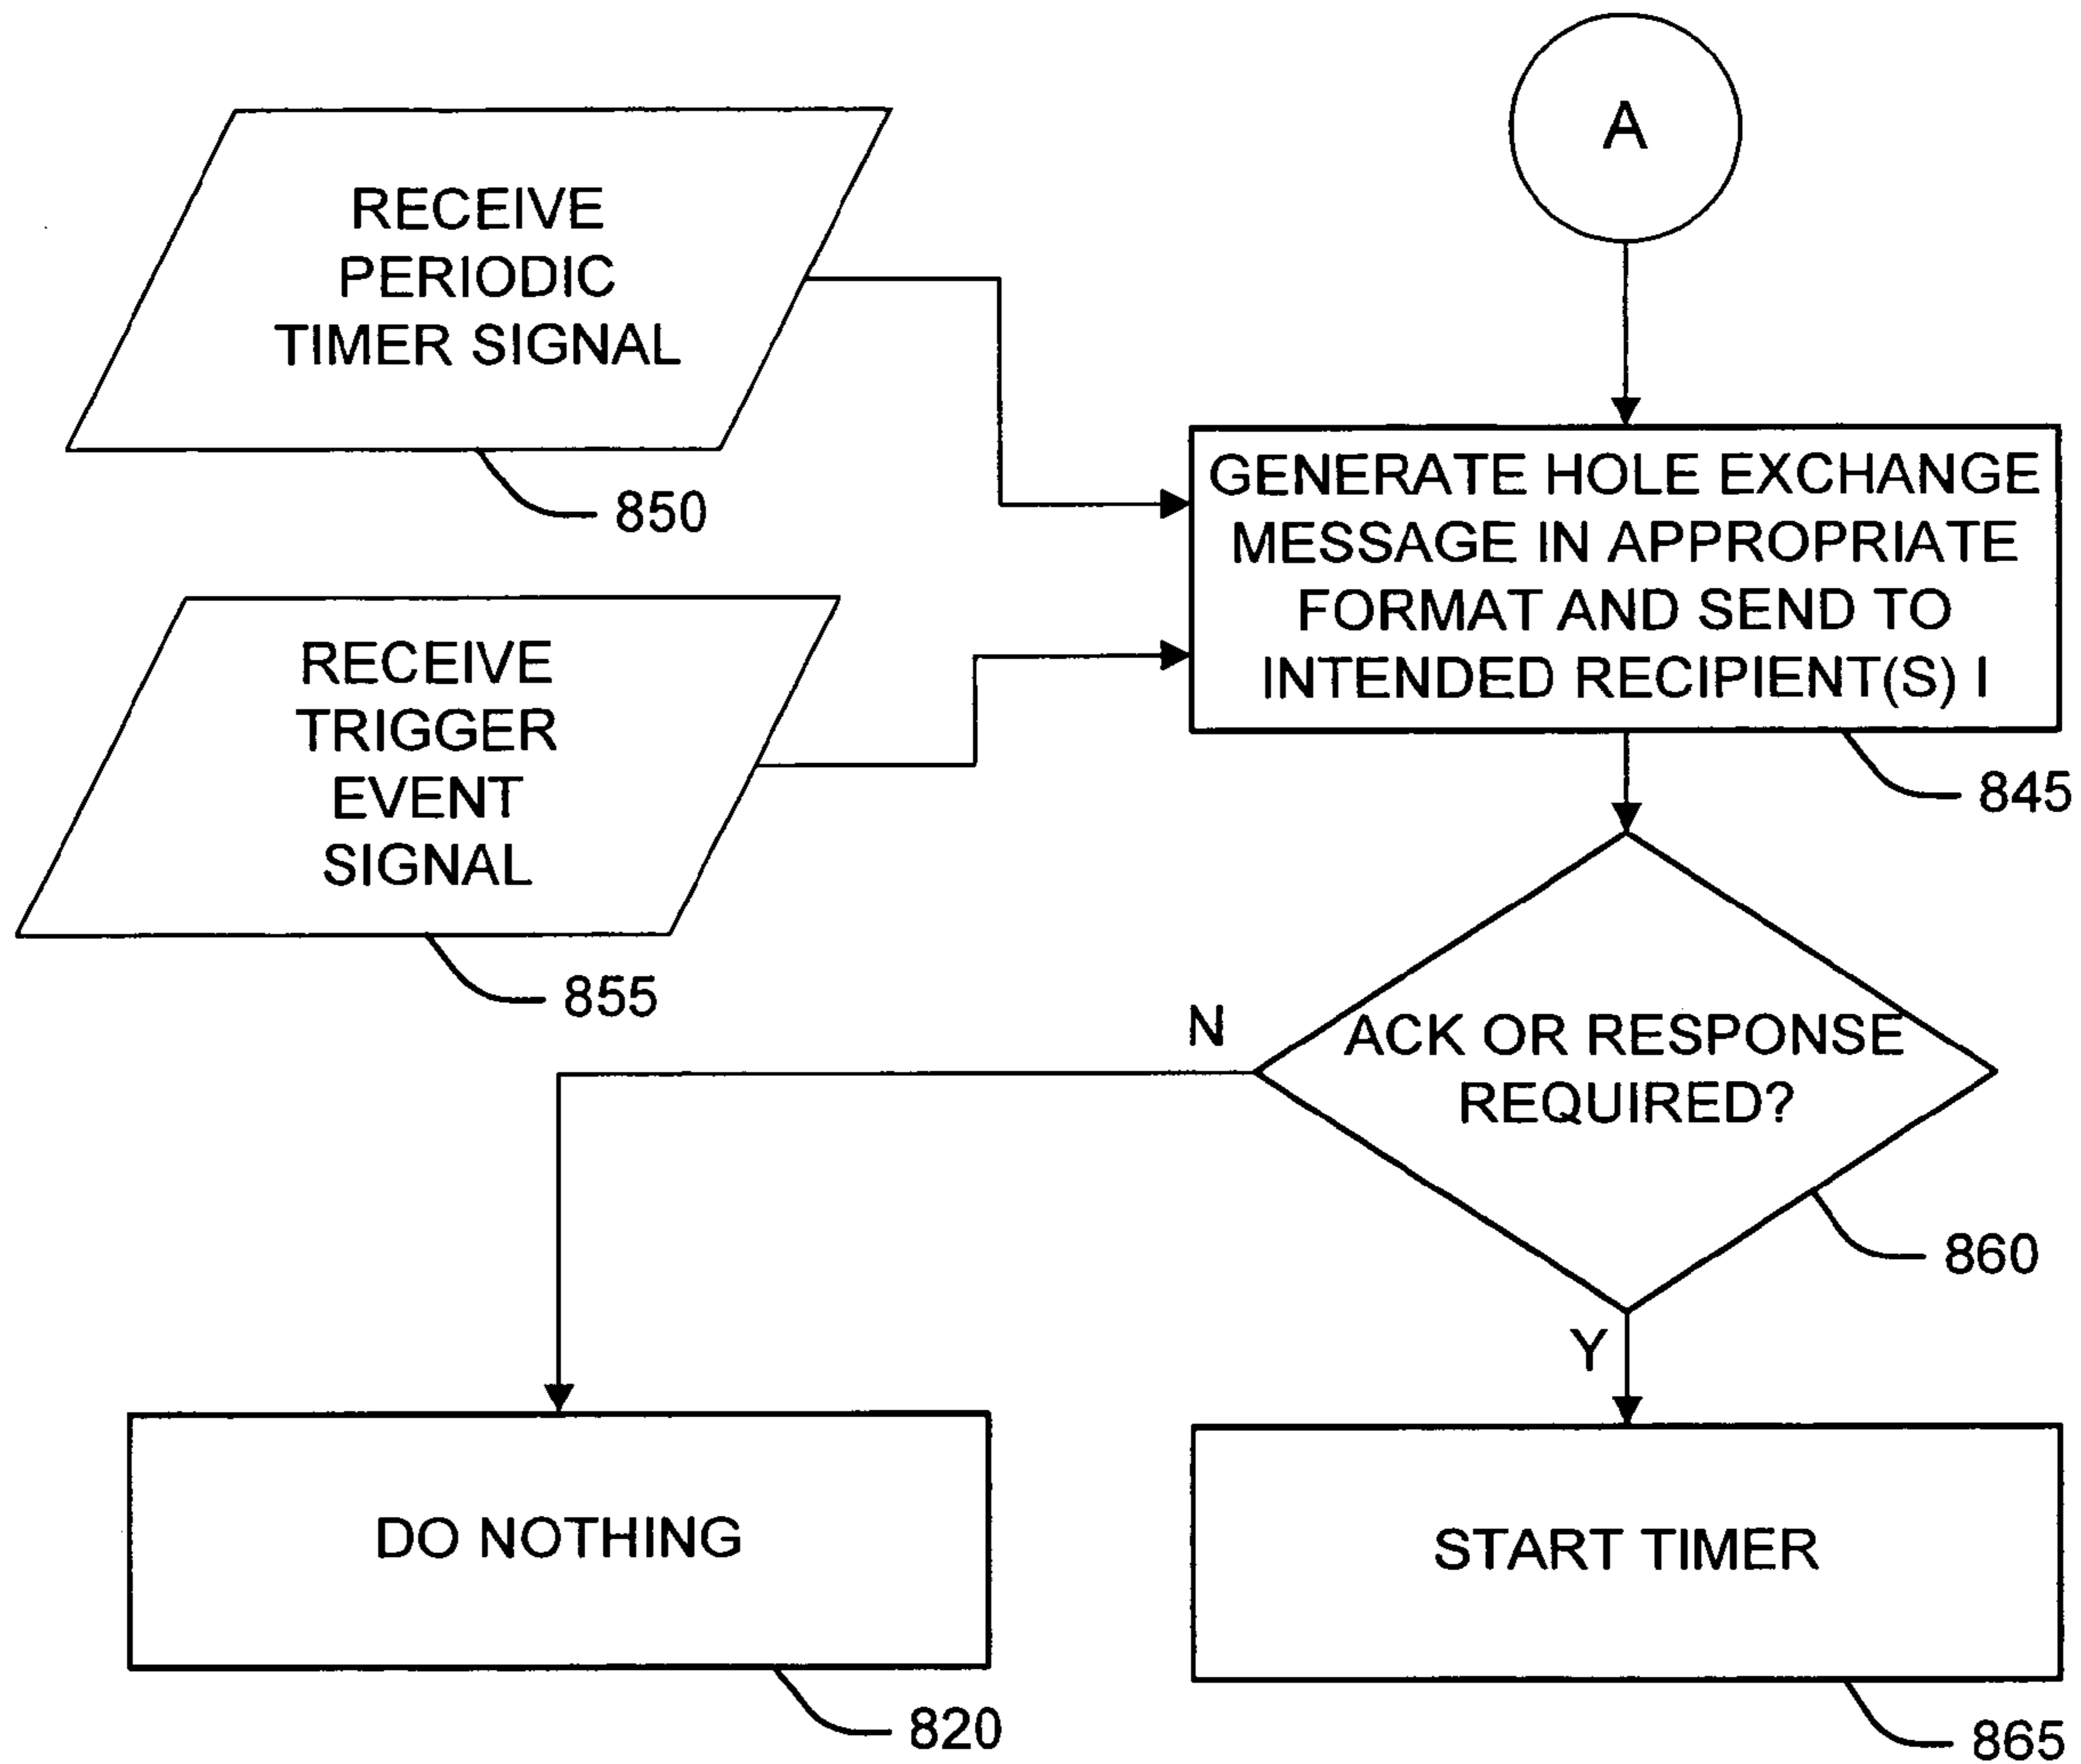 A
RECEIVE
PERIODIC
TIMER SIGNAL
850
GENERATE HOLE EXCHANGE
MESSAGE IN APPROPRIATE
FORMAT AND SEND TO
INTENDED RECIPIENT(S) I
845
RECEIVE
TRIGGER
EVENT
SIGNAL
855
N
ACK OR RESPONSE
REQUIRED?
860
Y
DO NOTHING
820
START TIMER
865